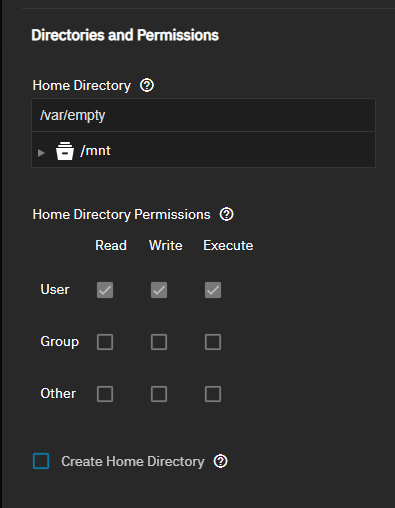 Directories and Permissions
Home Directory ?
/var/empty
/mnt
Home Directory Permissions ?
Read Write Execute
User
Group
Other
Create Home Directory ?